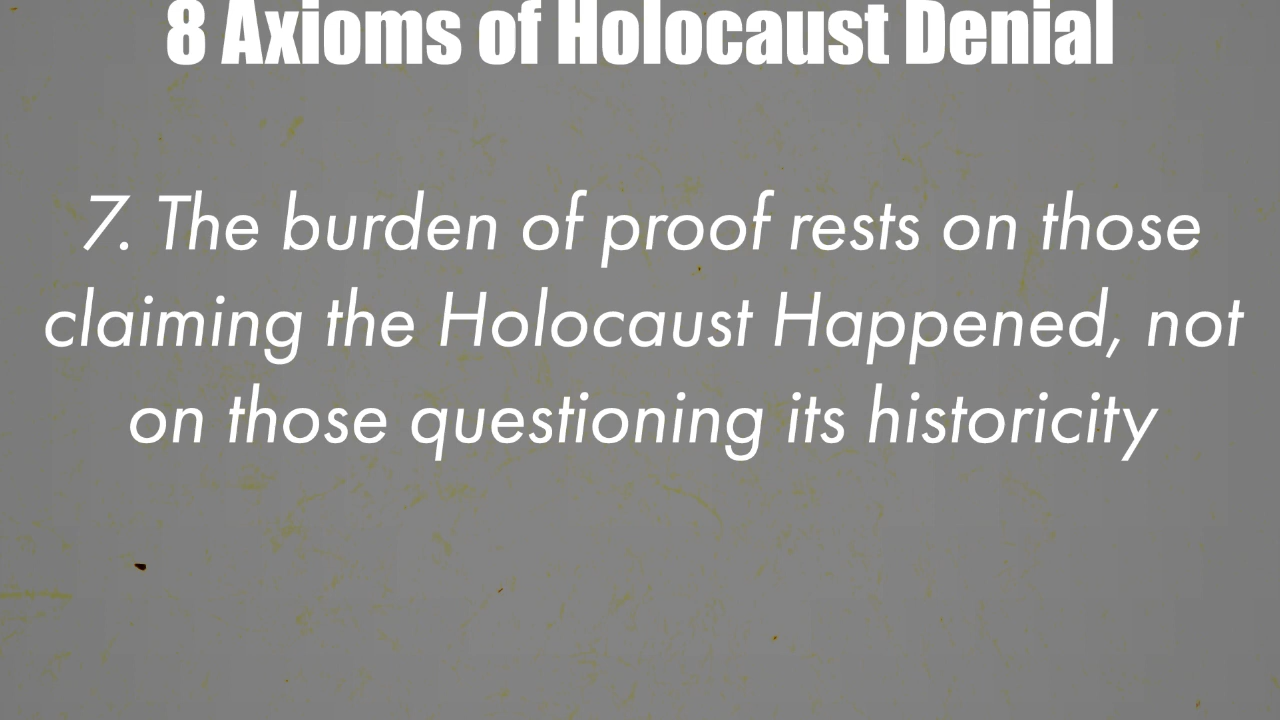 8 Axioms of Holocaust Denial
7. The burden of proof rests on those
claiming the Holocaust Happened, not
on those questioning its historicity